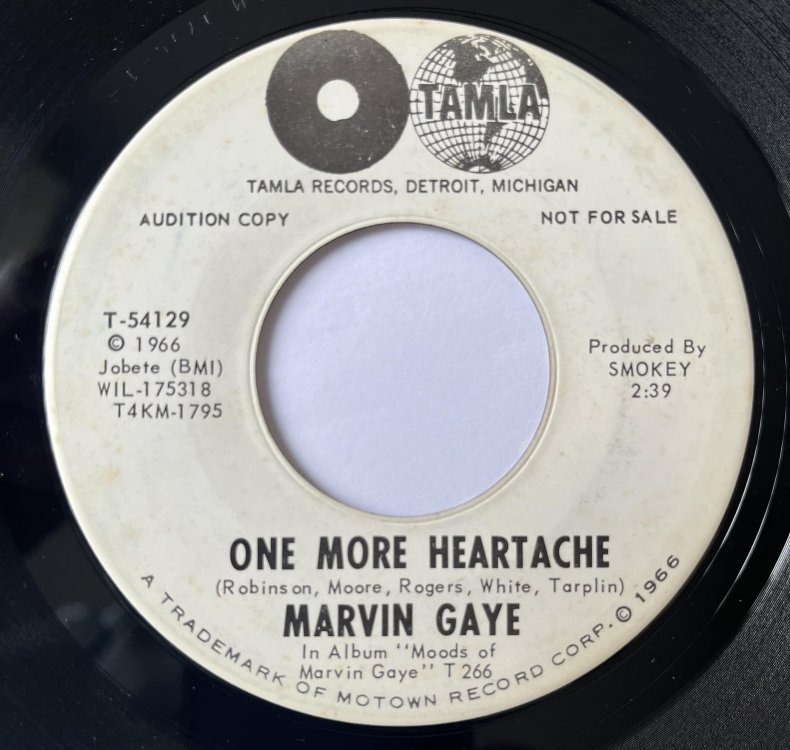 TAMLA
TAMLA RECORDS, DETROIT, MICHIGAN
AUDITION COPY
NOT FOR SALE
T-54129
© 1966
Jobete (BMI)
WIL-175318
T4KM-1795
Produced By
SMOKEY
2:39
ONE MORE HEARTACHE
(Robinson, Moore, Rogers, White, Tarplin)
MARVIN GAYE
In Album "Moods of
Marvin Gaye" T 266
A TRADEMARK OF MOTOWN RECORD CORP. © 1966